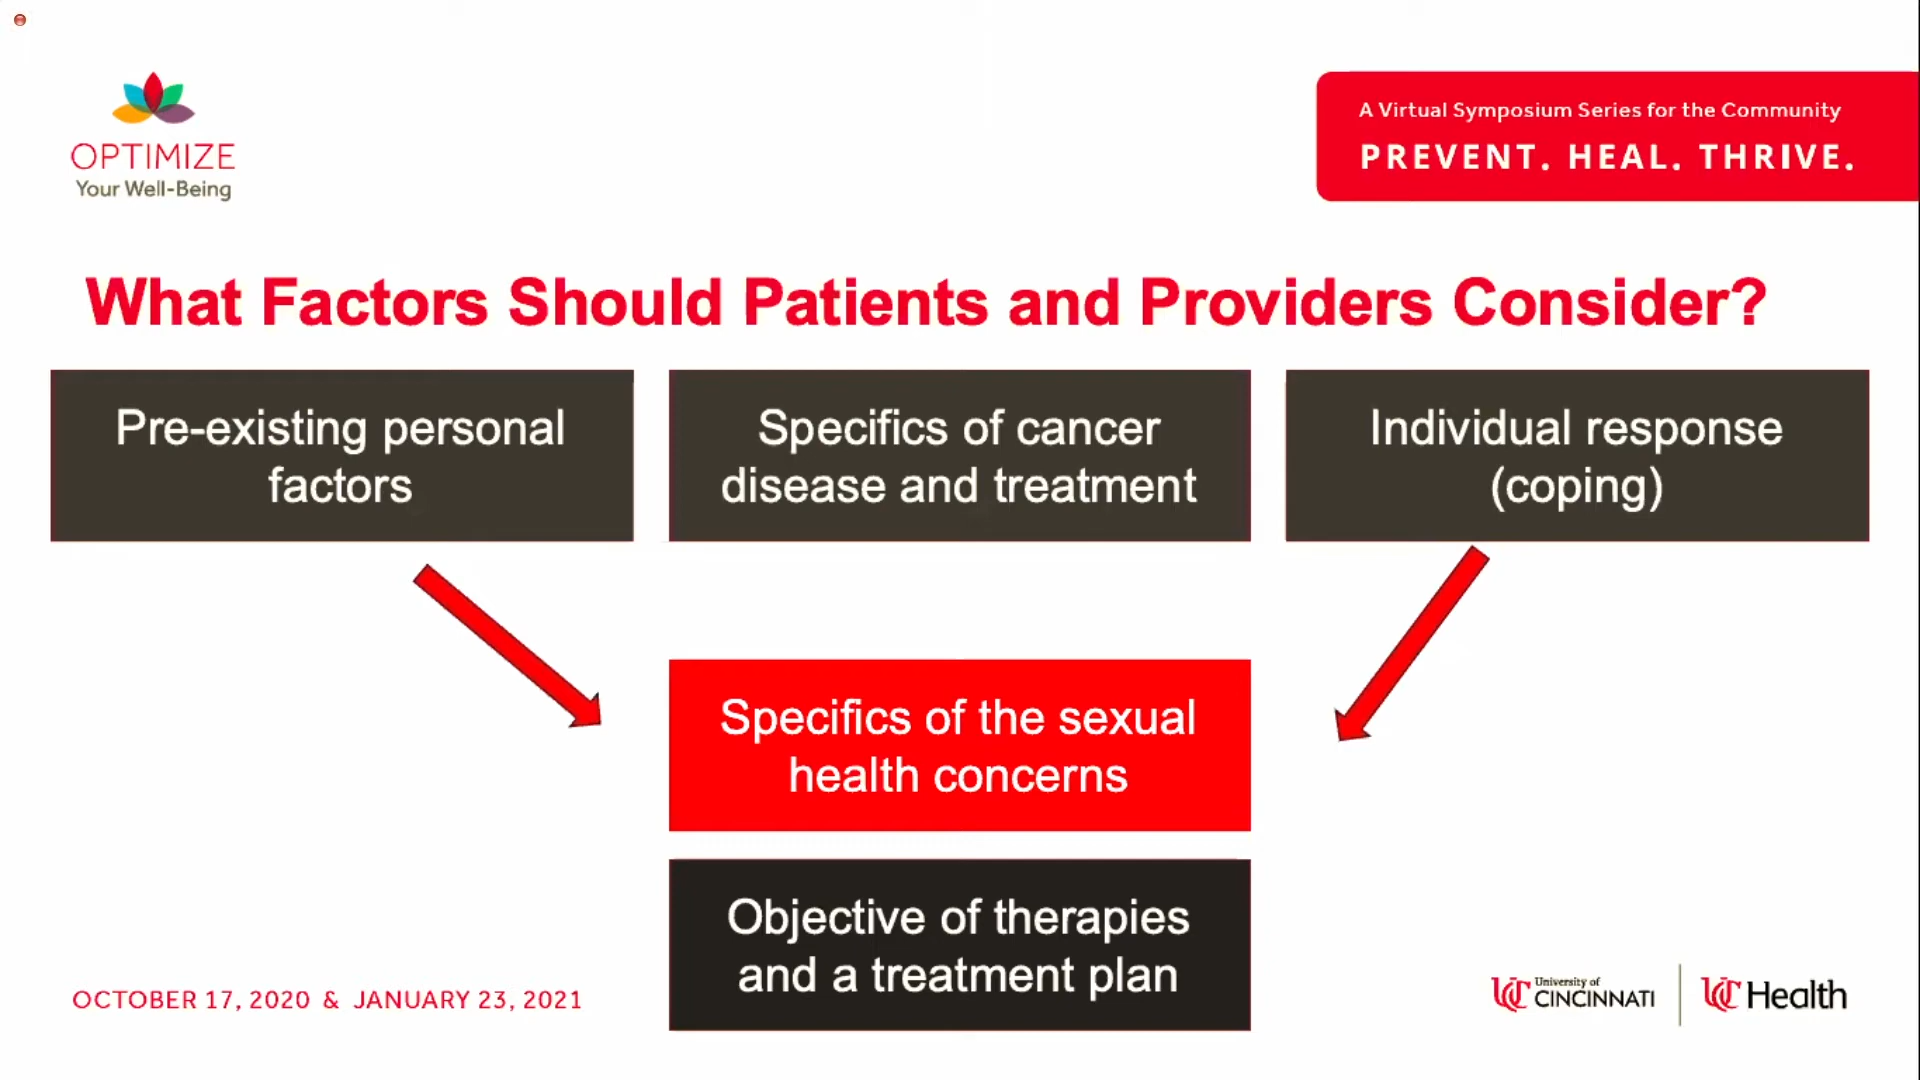 OPTIMIZE
Your Well-Being
A Virtual Symposium Series for the Community
PREVENT. HEAL. THRIVE.
What Factors Should Patients and Providers Consider?
Pre-existing personal
factors
Specifics of cancer
disease and treatment
Individual response
(coping)
Specifics of the sexual
health concerns
Objective of therapies
and a treatment plan
OCTOBER 17, 2020 & JANUARY 23, 2021
UC University of
CINCINNATI
UC Health